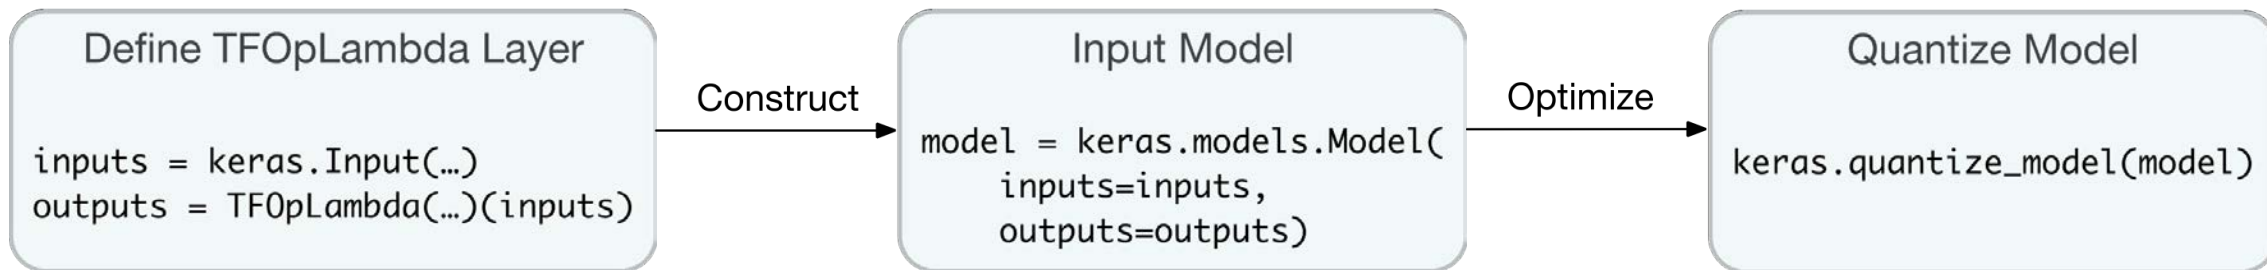 Define TFOpLambda Layer
inputs = keras.Input(…)
outputs = TFOpLambda(…)(inputs)
Construct
Input Model
model = keras.models.Model(
    inputs=inputs,
    outputs=outputs)
Optimize
Quantize Model
keras.quantize_model(model)